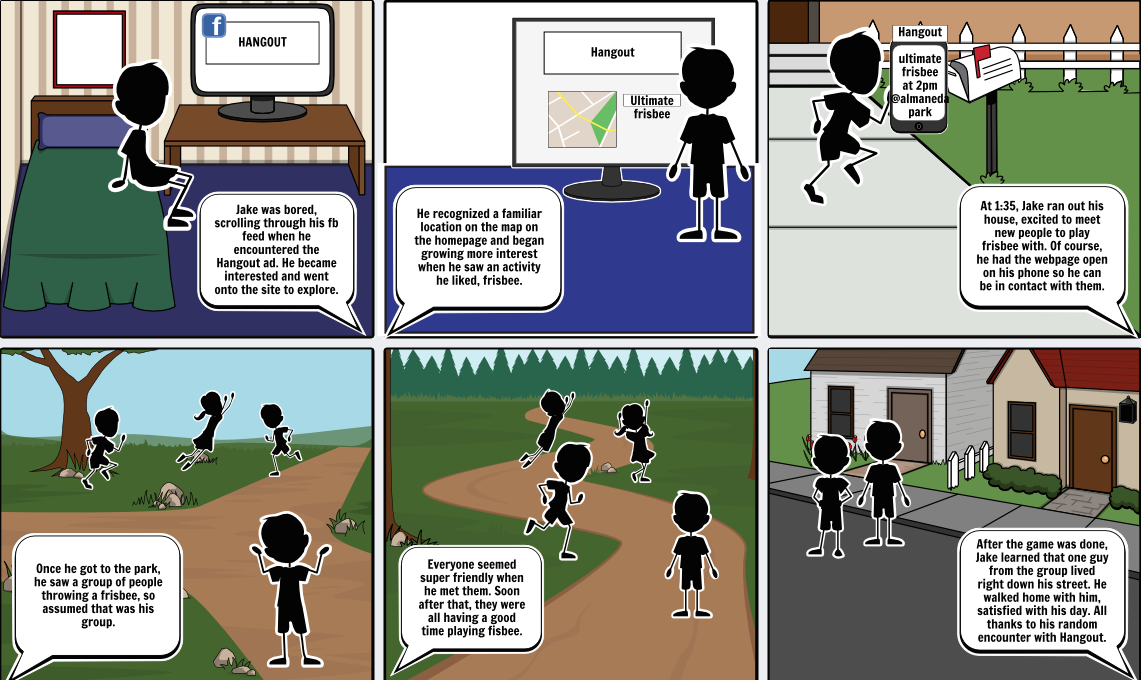 f
HANGOUT
Jake was bored,
scrolling through his fb
feed when he
encountered the
Hangout ad. He became
interested and went
onto the site to explore.
Hangout
Ultimate
frisbee
He recognized a familiar
location on the map on
the homepage and began
growing more interest
when he saw an activity
he liked, frisbee.
Hangout
ultimate
frisbee
at 2pm
@almaneda
park
At 1:35, Jake ran out his
house, excited to meet
new people to play
frisbee with. Of course,
he had the webpage open
on his phone so he can
be in contact with them.
Once he got to the park,
he saw a group of people
throwing a frisbee, so
assumed that was his
group.
Everyone seemed
super friendly when
he met them. Soon
after that, they were
all having a good
time playing fisbee.
After the game was done,
Jake learned that one guy
from the group lived
right down his street. He
walked home with him,
satisfied with his day. All
thanks to his random
encounter with Hangout.